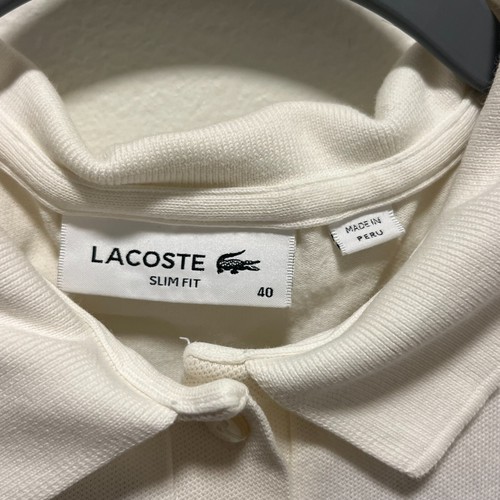 LACOSTE
SLIM FIT
40
MADE IN
PERU